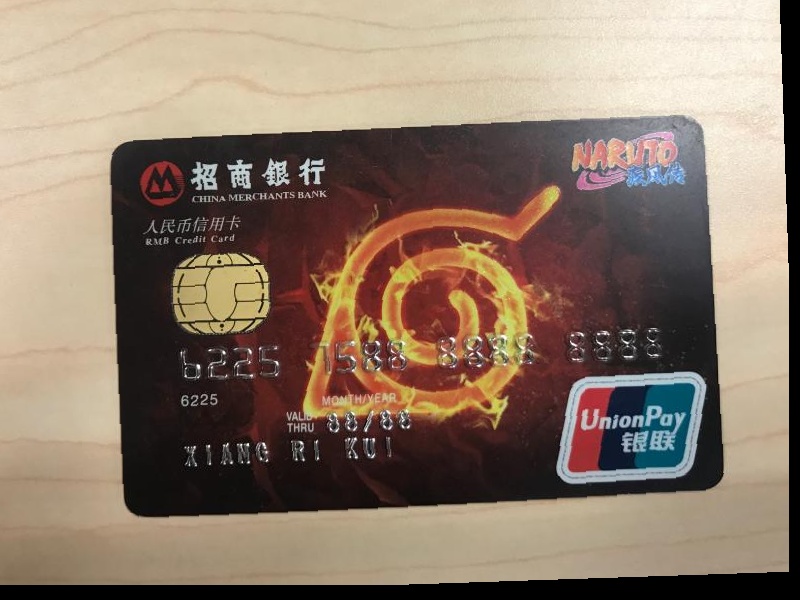 招商银行
CHINA MERCHANTS BANK
NARUTO
疾风传
人民币信用卡
RMB Credit Card
6225 7588 8888 8888
6225
MONTH/YEAR
VALID THRU 88/88
XIANG RI KUI
UnionPay
银联